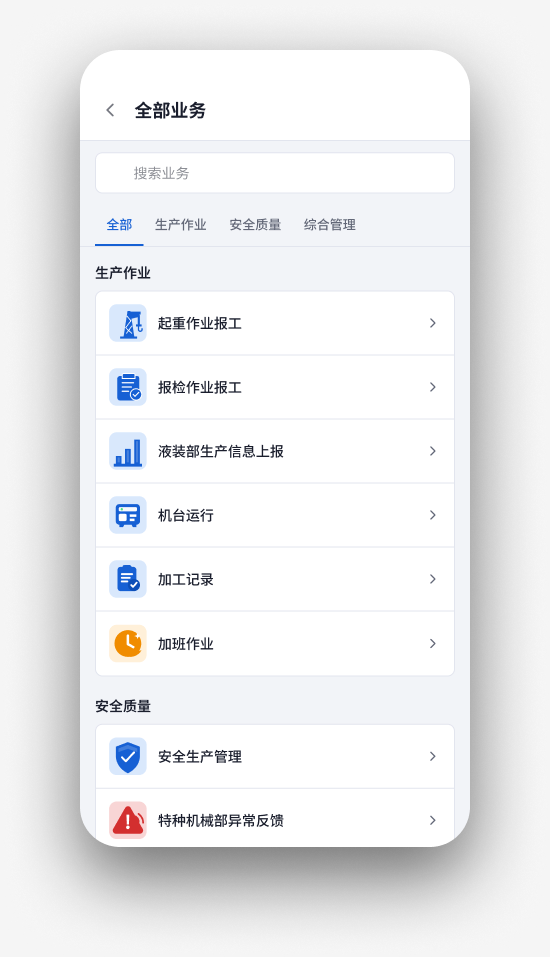 全部业务
搜索业务
全部 生产作业 安全质量 综合管理
生产作业
起重作业报工
报检作业报工
液装部生产信息上报
机台运行
加工记录
加班作业
安全质量
安全生产管理
特种机械部异常反馈